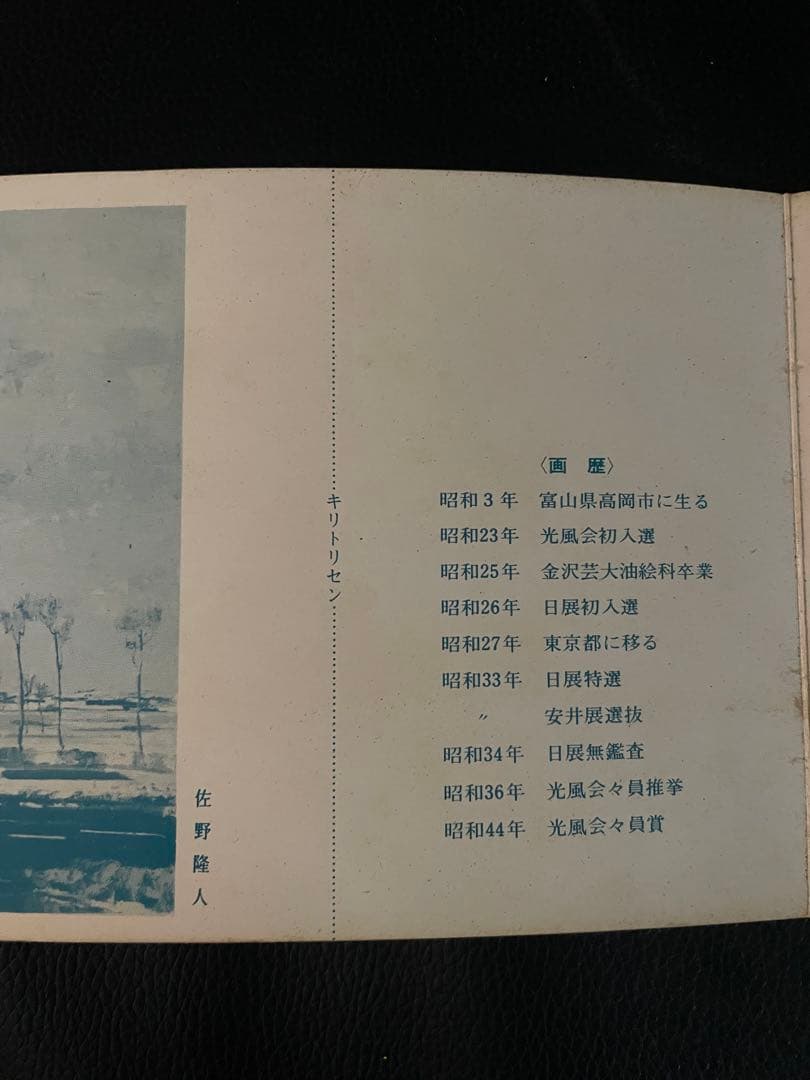 〈画歴〉
昭和3年 富山県高岡市に生る
昭和23年 光風会初入選
昭和25年 金沢芸大油絵科卒業
昭和26年 日展初入選
昭和27年 東京都に移る
昭和33年 日展特選
〃 安井展選抜
昭和34年 日展無鑑査
昭和36年 光風会々員推挙
昭和44年 光風会々員賞
キリトリセン
佐野隆人